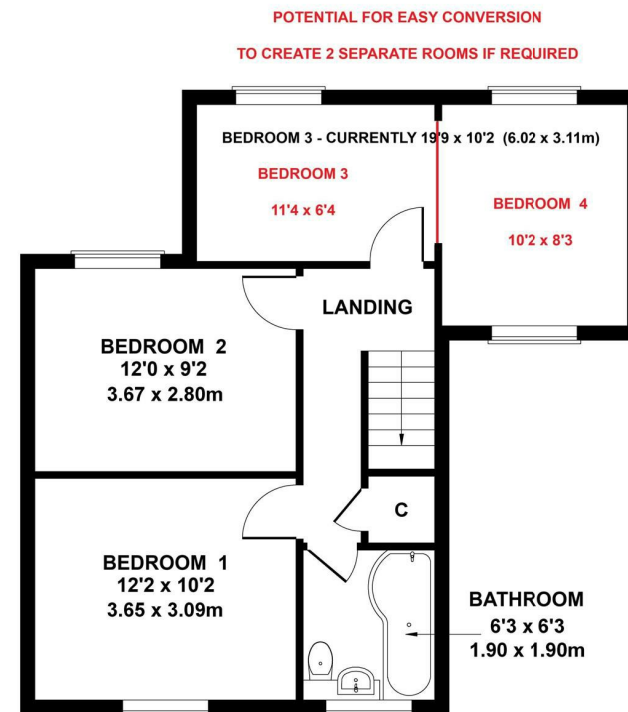 POTENTIAL FOR EASY CONVERSION
TO CREATE 2 SEPARATE ROOMS IF REQUIRED
BEDROOM 3 - CURRENTLY 19'9 x 10'2 (6.02 x 3.11m)
BEDROOM 3
11'4 x 6'4
BEDROOM 4
10'2 x 8'3
LANDING
BEDROOM 2
12'0 x 9'2
3.67 x 2.80m
C
BEDROOM 1
12'2 x 10'2
3.65 x 3.09m
BATHROOM
6'3 x 6'3
1.90 x 1.90m